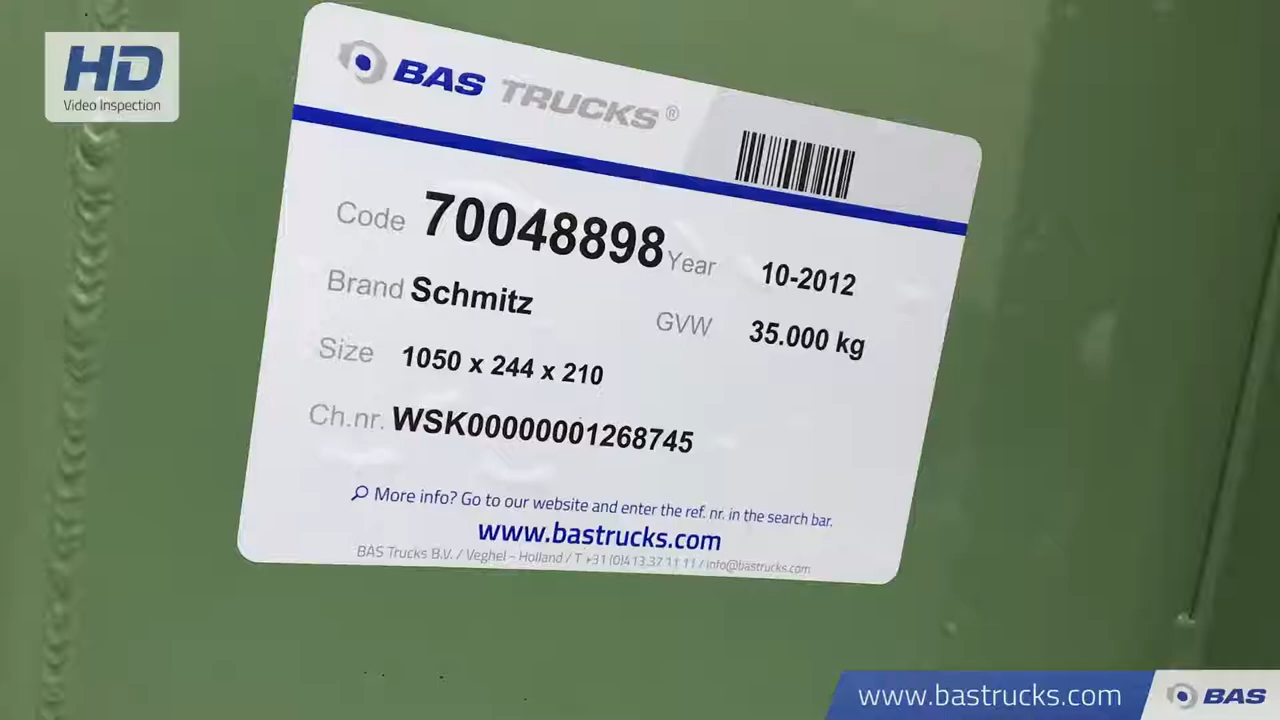 HD
Video Inspection
BAS TRUCKS®
Code 70048898
Year 10-2012
Brand Schmitz
GVW 35.000 kg
Size 1050 x 244 x 210
Ch.nr. WSK00000001268745
More info? Go to our website and enter the ref. nr. in the search bar.
www.bastrucks.com
BAS Trucks B.V. / Veghel - Holland / T +31 (0)413 37 11 11 / info@bastrucks.com
www.bastrucks.com
BAS